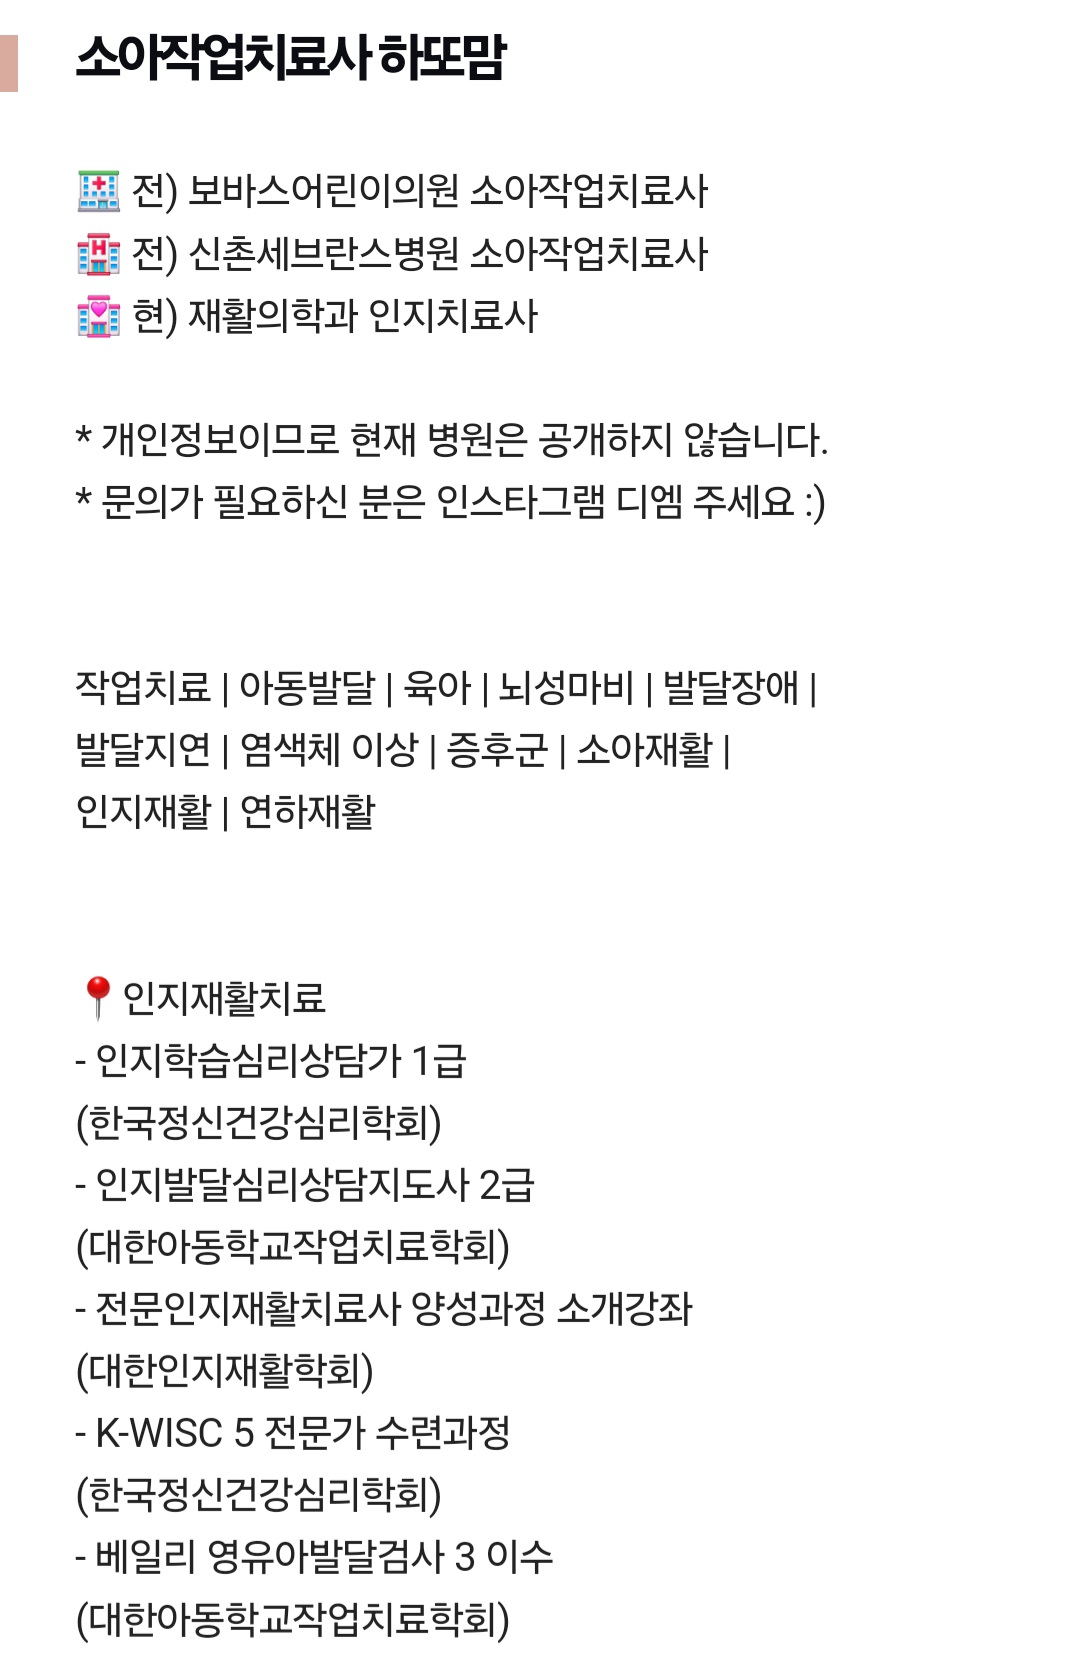 소아작업치료사 하또맘
🏥 전) 보바스어린이의원 소아작업치료사
🏨 전) 신촌세브란스병원 소아작업치료사
🏩 현) 재활의학과 인지치료사
* 개인정보이므로 현재 병원은 공개하지 않습니다.
* 문의가 필요하신 분은 인스타그램 디엠 주세요 :)
작업치료 | 아동발달 | 육아 | 뇌성마비 | 발달장애 |
발달지연 | 염색체 이상 | 증후군 | 소아재활 |
인지재활 | 연하재활
📍인지재활치료
- 인지학습심리상담가 1급
(한국정신건강심리학회)
- 인지발달심리상담지도사 2급
(대한아동학교작업치료학회)
- 전문인지재활치료사 양성과정 소개강좌
(대한인지재활학회)
- K-WISC 5 전문가 수련과정
(한국정신건강심리학회)
- 베일리 영유아발달검사 3 이수
(대한아동학교작업치료학회)